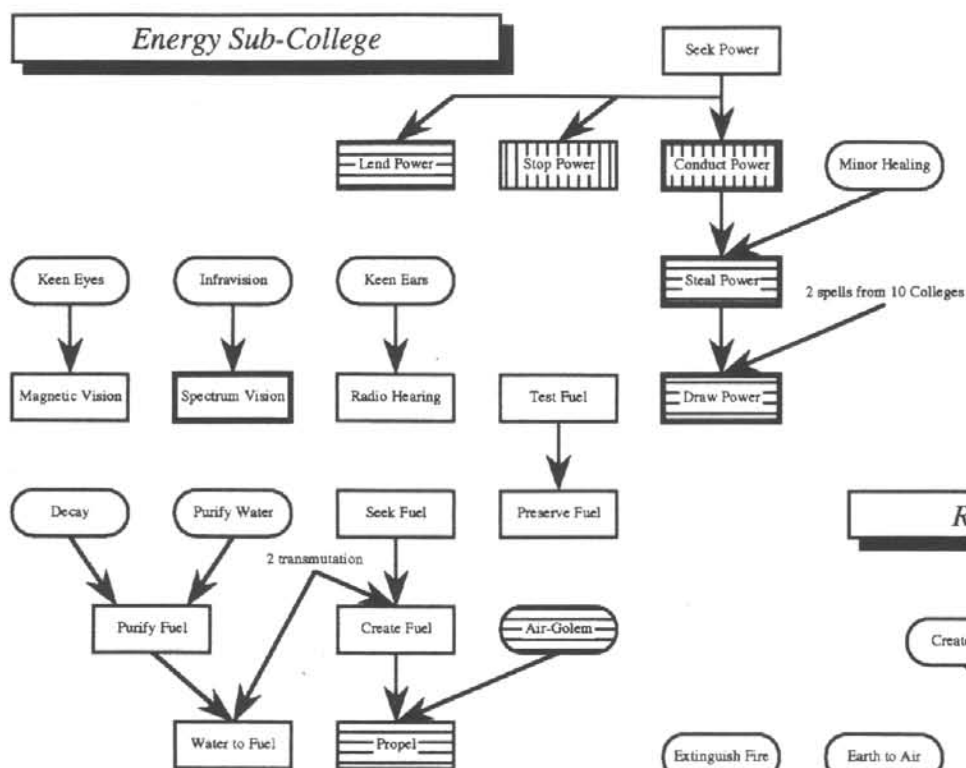 Energy Sub-College
Seek Power
Lend Power
Stop Power
Conduct Power
Minor Healing
Keen Eyes
Infravision
Keen Ears
Steal Power
2 spells from 10 Colleges
Magnetic Vision
Spectrum Vision
Radio Hearing
Test Fuel
Draw Power
Decay
Purify Water
Seek Fuel
Preserve Fuel
R
2 transmutation
Purify Fuel
Create Fuel
Air-Golem
Create
Water to Fuel
Propel
Extinguish Fire
Earth to Air